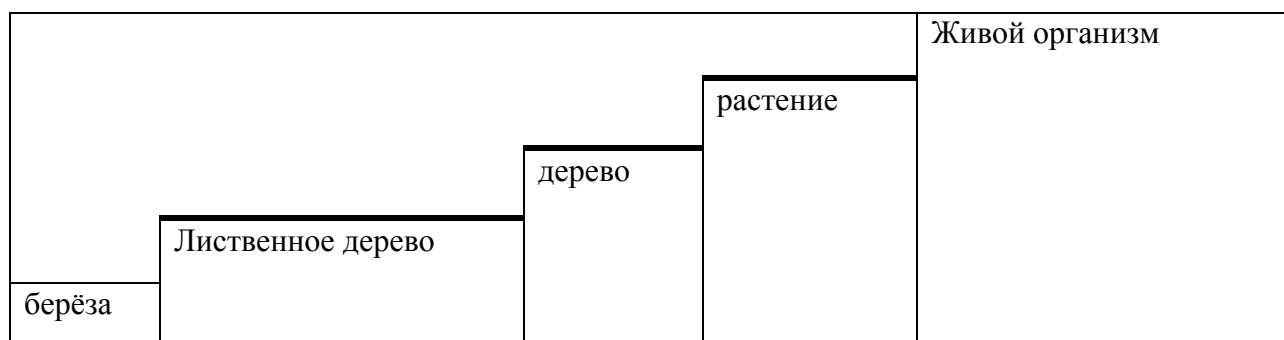 Живой организм
растение
дерево
Лиственное дерево
берёза